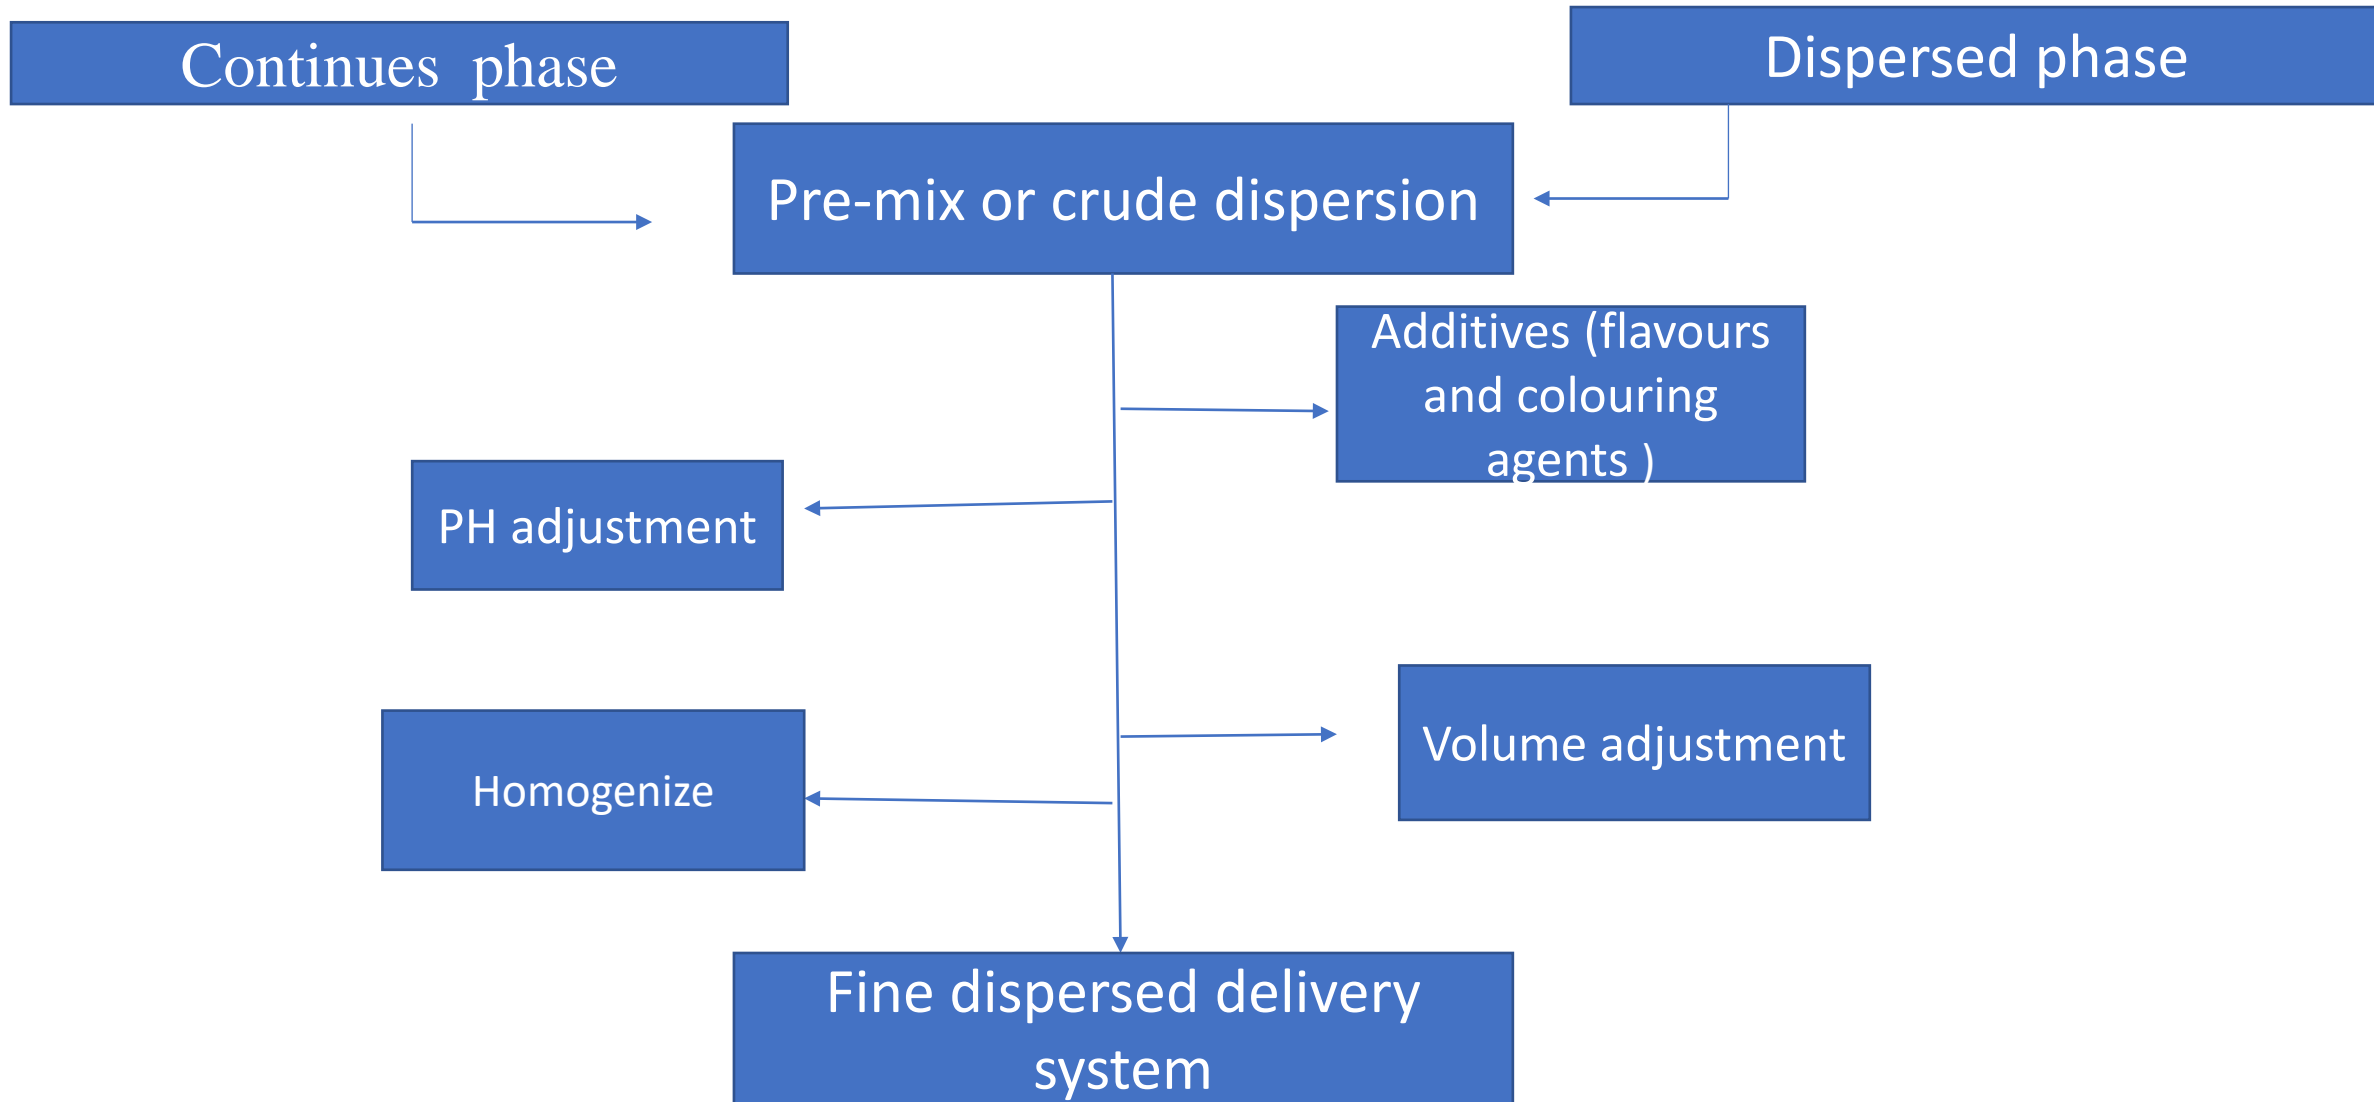 Continues phase
Dispersed phase
Pre-mix or crude dispersion
Additives (flavours
and colouring
agents )
PH adjustment
Volume adjustment
Homogenize
Fine dispersed delivery
system